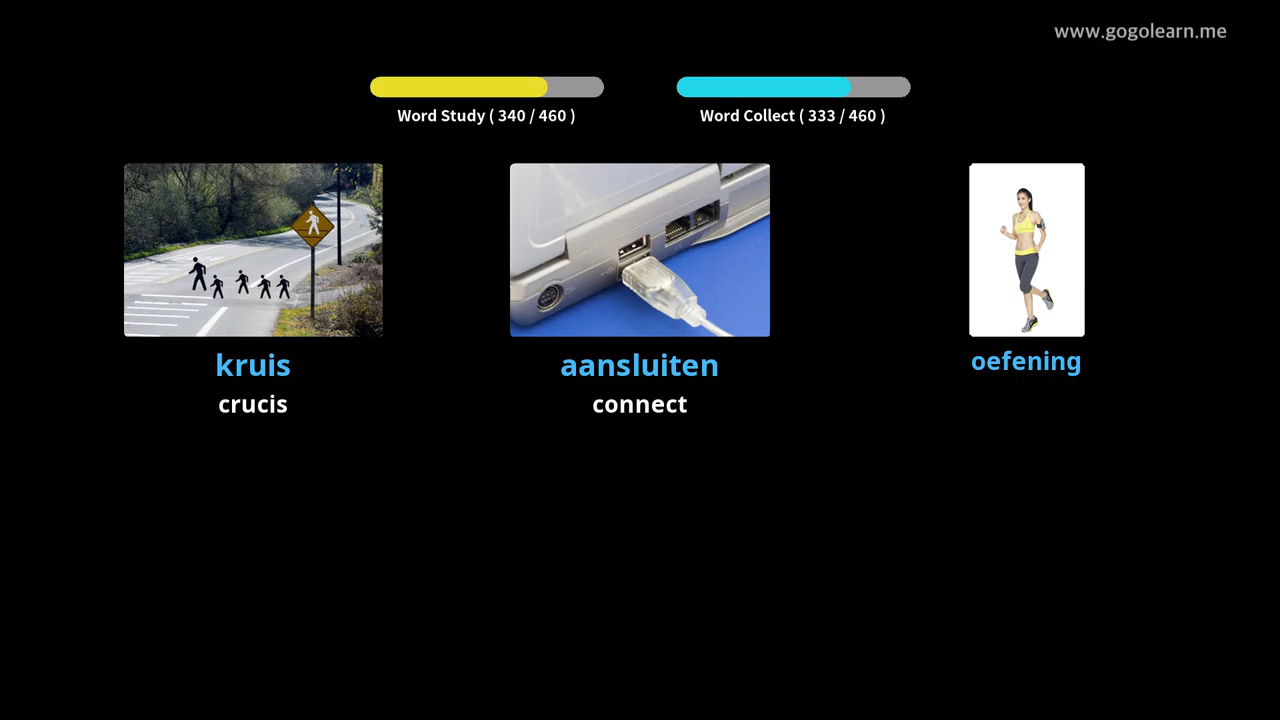 www.gogolearn.me
Word Study ( 340 / 460 )
Word Collect ( 333 / 460 )
kruis
crucis
aansluiten
connect
oefening